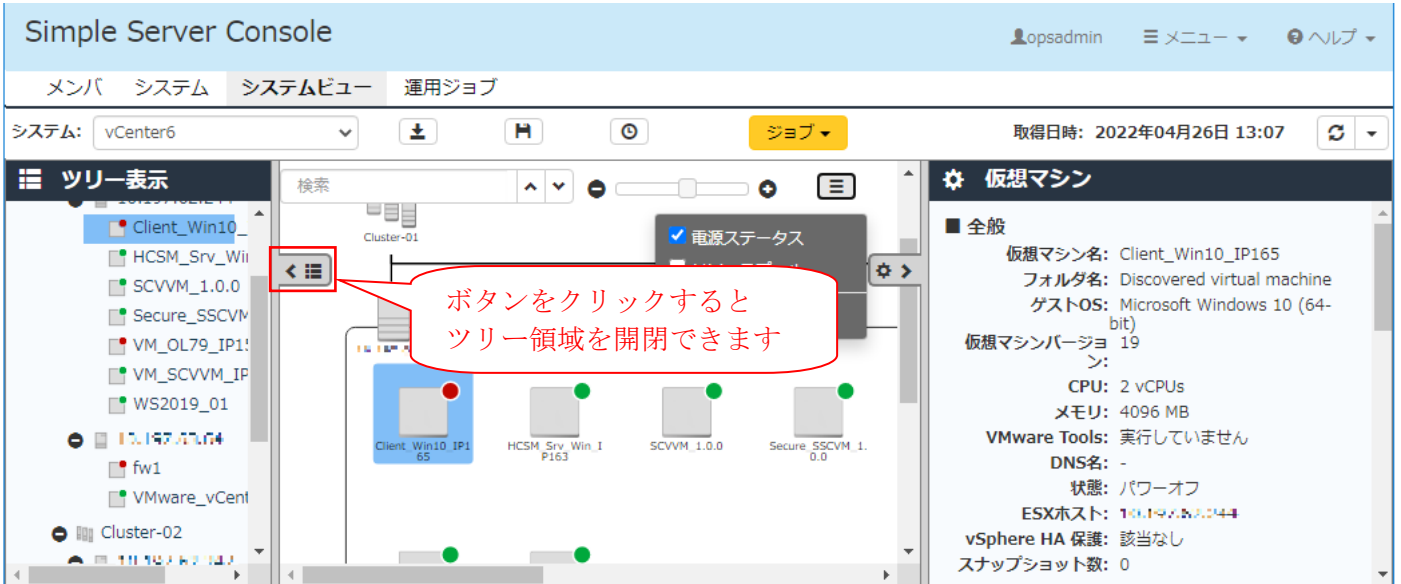 Simple Server Console
opsadmin メニュー ヘルプ
メンバ システム システムビュー 運用ジョブ
システム: vCenter6 ジョブ 取得日時: 2022年04月26日 13:07
ツリー表示
Client_Win10_
HCSM_Srv_Wi
SCVVM_1.0.0
Secure_SSCVM
VM_OL79_IP15
VM_SCVVM_IP
WS2019_01
fw1
VMware_vCent
Cluster-02
検索
Cluster-01
電源ステータス
ボタンをクリックすると
ツリー領域を開閉できます
Client_Win10_IP1
65
HCSM_Srv_Win_I
P163
SCVVM_1.0.0
Secure_SSCVM_1.
0.0
仮想マシン
■ 全般
仮想マシン名: Client_Win10_IP165
フォルダ名: Discovered virtual machine
ゲストOS: Microsoft Windows 10 (64-
bit)
仮想マシンバージョ 19
ン:
CPU: 2 vCPUs
メモリ: 4096 MB
VMware Tools: 実行していません
DNS名: -
状態: パワーオフ
ESXホスト:
vSphere HA 保護: 該当なし
スナップショット数: 0